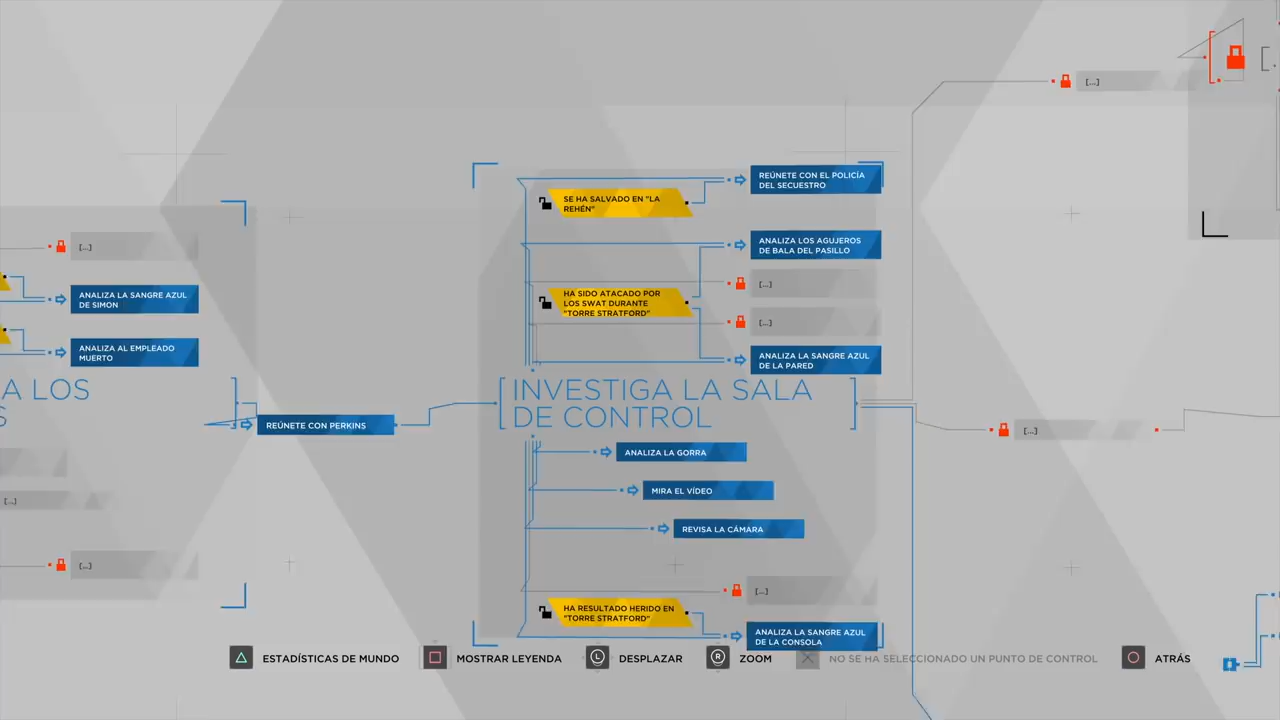 [...]
REÚNETE CON EL POLICÍA
DEL SECUESTRO
SE HA SALVADO EN "LA
REHÉN"
[...]
ANALIZA LOS AGUJEROS
DE BALA DEL PASILLO
[...]
ANALIZA LA SANGRE AZUL
DE SIMON
HA SIDO ATACADO POR
LOS SWAT DURANTE
"TORRE STRATFORD"
[...]
ANALIZA AL EMPLEADO
MUERTO
ANALIZA LA SANGRE AZUL
DE LA PARED
A LOS
S
INVESTIGA LA SALA
DE CONTROL
REÚNETE CON PERKINS
[...]
ANALIZA LA GORRA
MIRA EL VÍDEO
[...]
REVISA LA CÁMARA
[...]
[...]
HA RESULTADO HERIDO EN
"TORRE STRATFORD"
ANALIZA LA SANGRE AZUL
DE LA CONSOLA
ESTADÍSTICAS DE MUNDO
MOSTRAR LEYENDA
L
DESPLAZAR
R
ZOOM
NO SE HA SELECCIONADO UN PUNTO DE CONTROL
ATRÁS